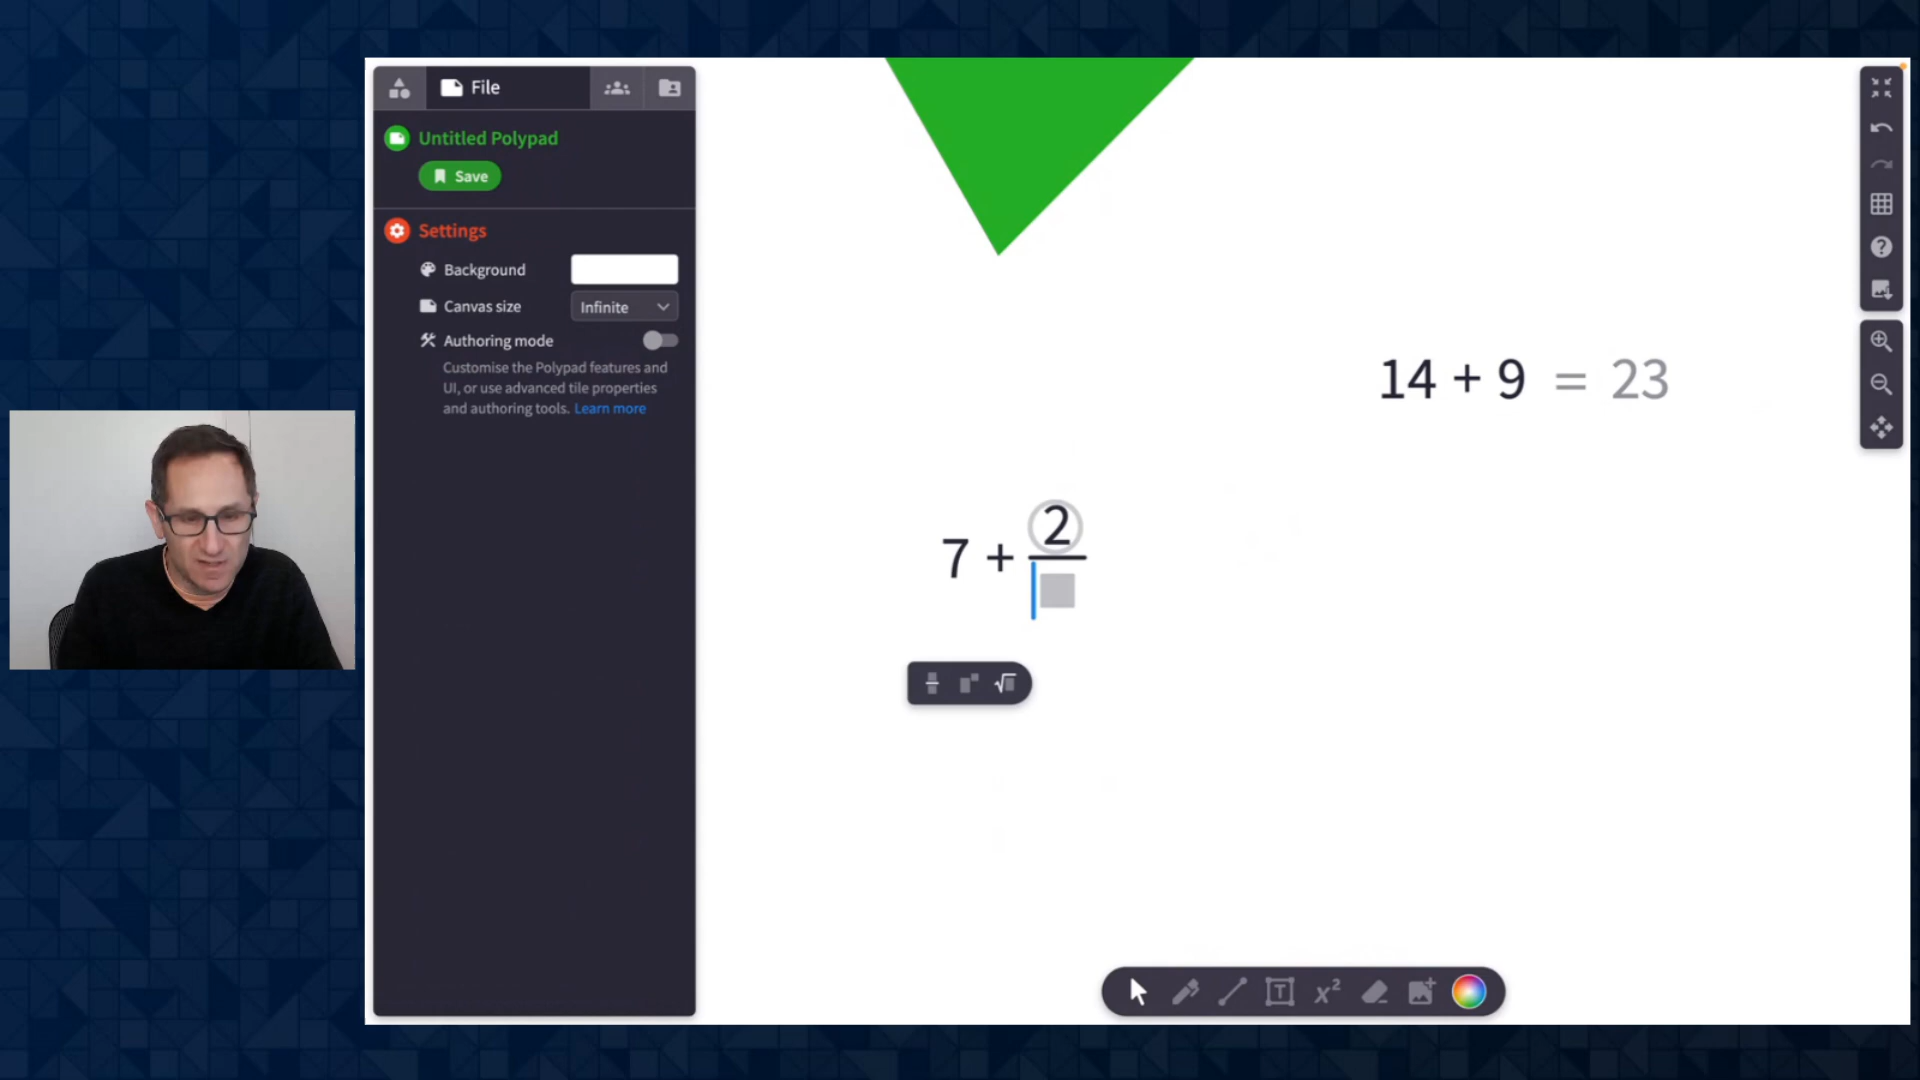 File
Untitled Polypad
Save
Settings
Background
Canvas size
Infinite
Authoring mode
Customise the Polypad features and
UI, or use advanced tile properties
and authoring tools. Learn more
14 + 9 = 23
2
7 +
?
T
x²